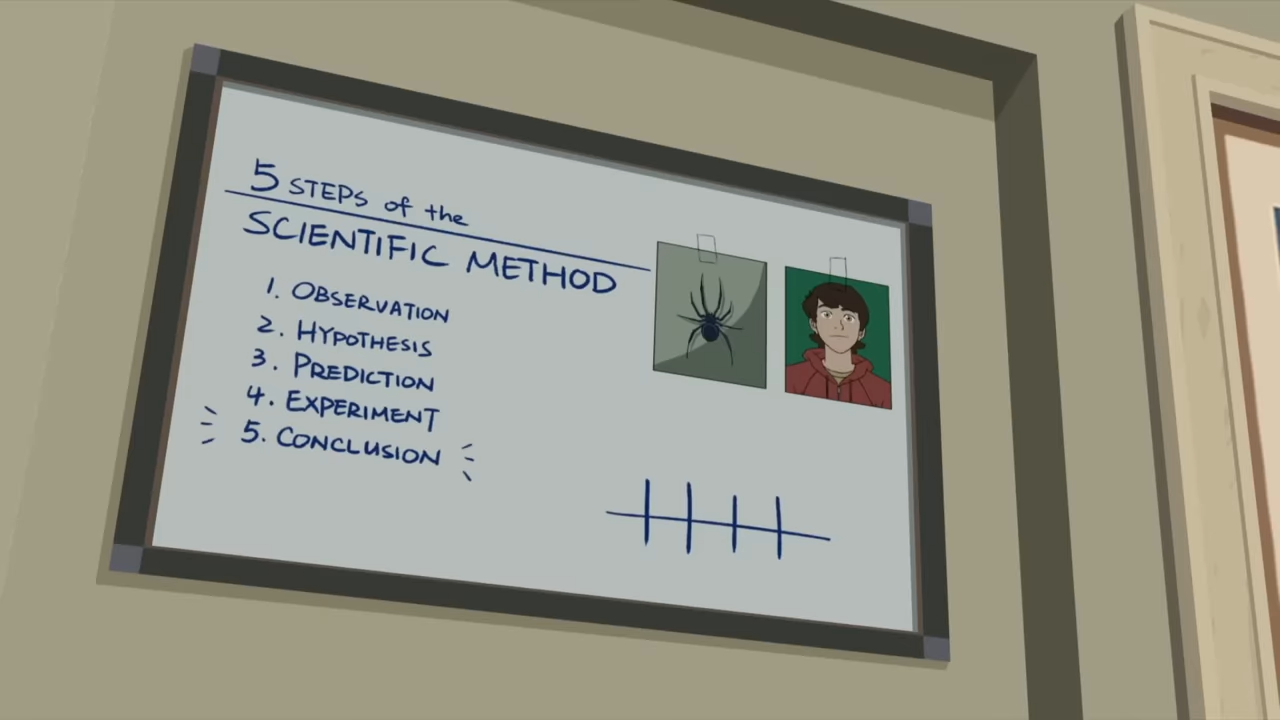 5 STEPS of the
SCIENTIFIC METHOD
1. OBSERVATION
2. HYPOTHESIS
3. PREDICTION
4. EXPERIMENT
5. CONCLUSION